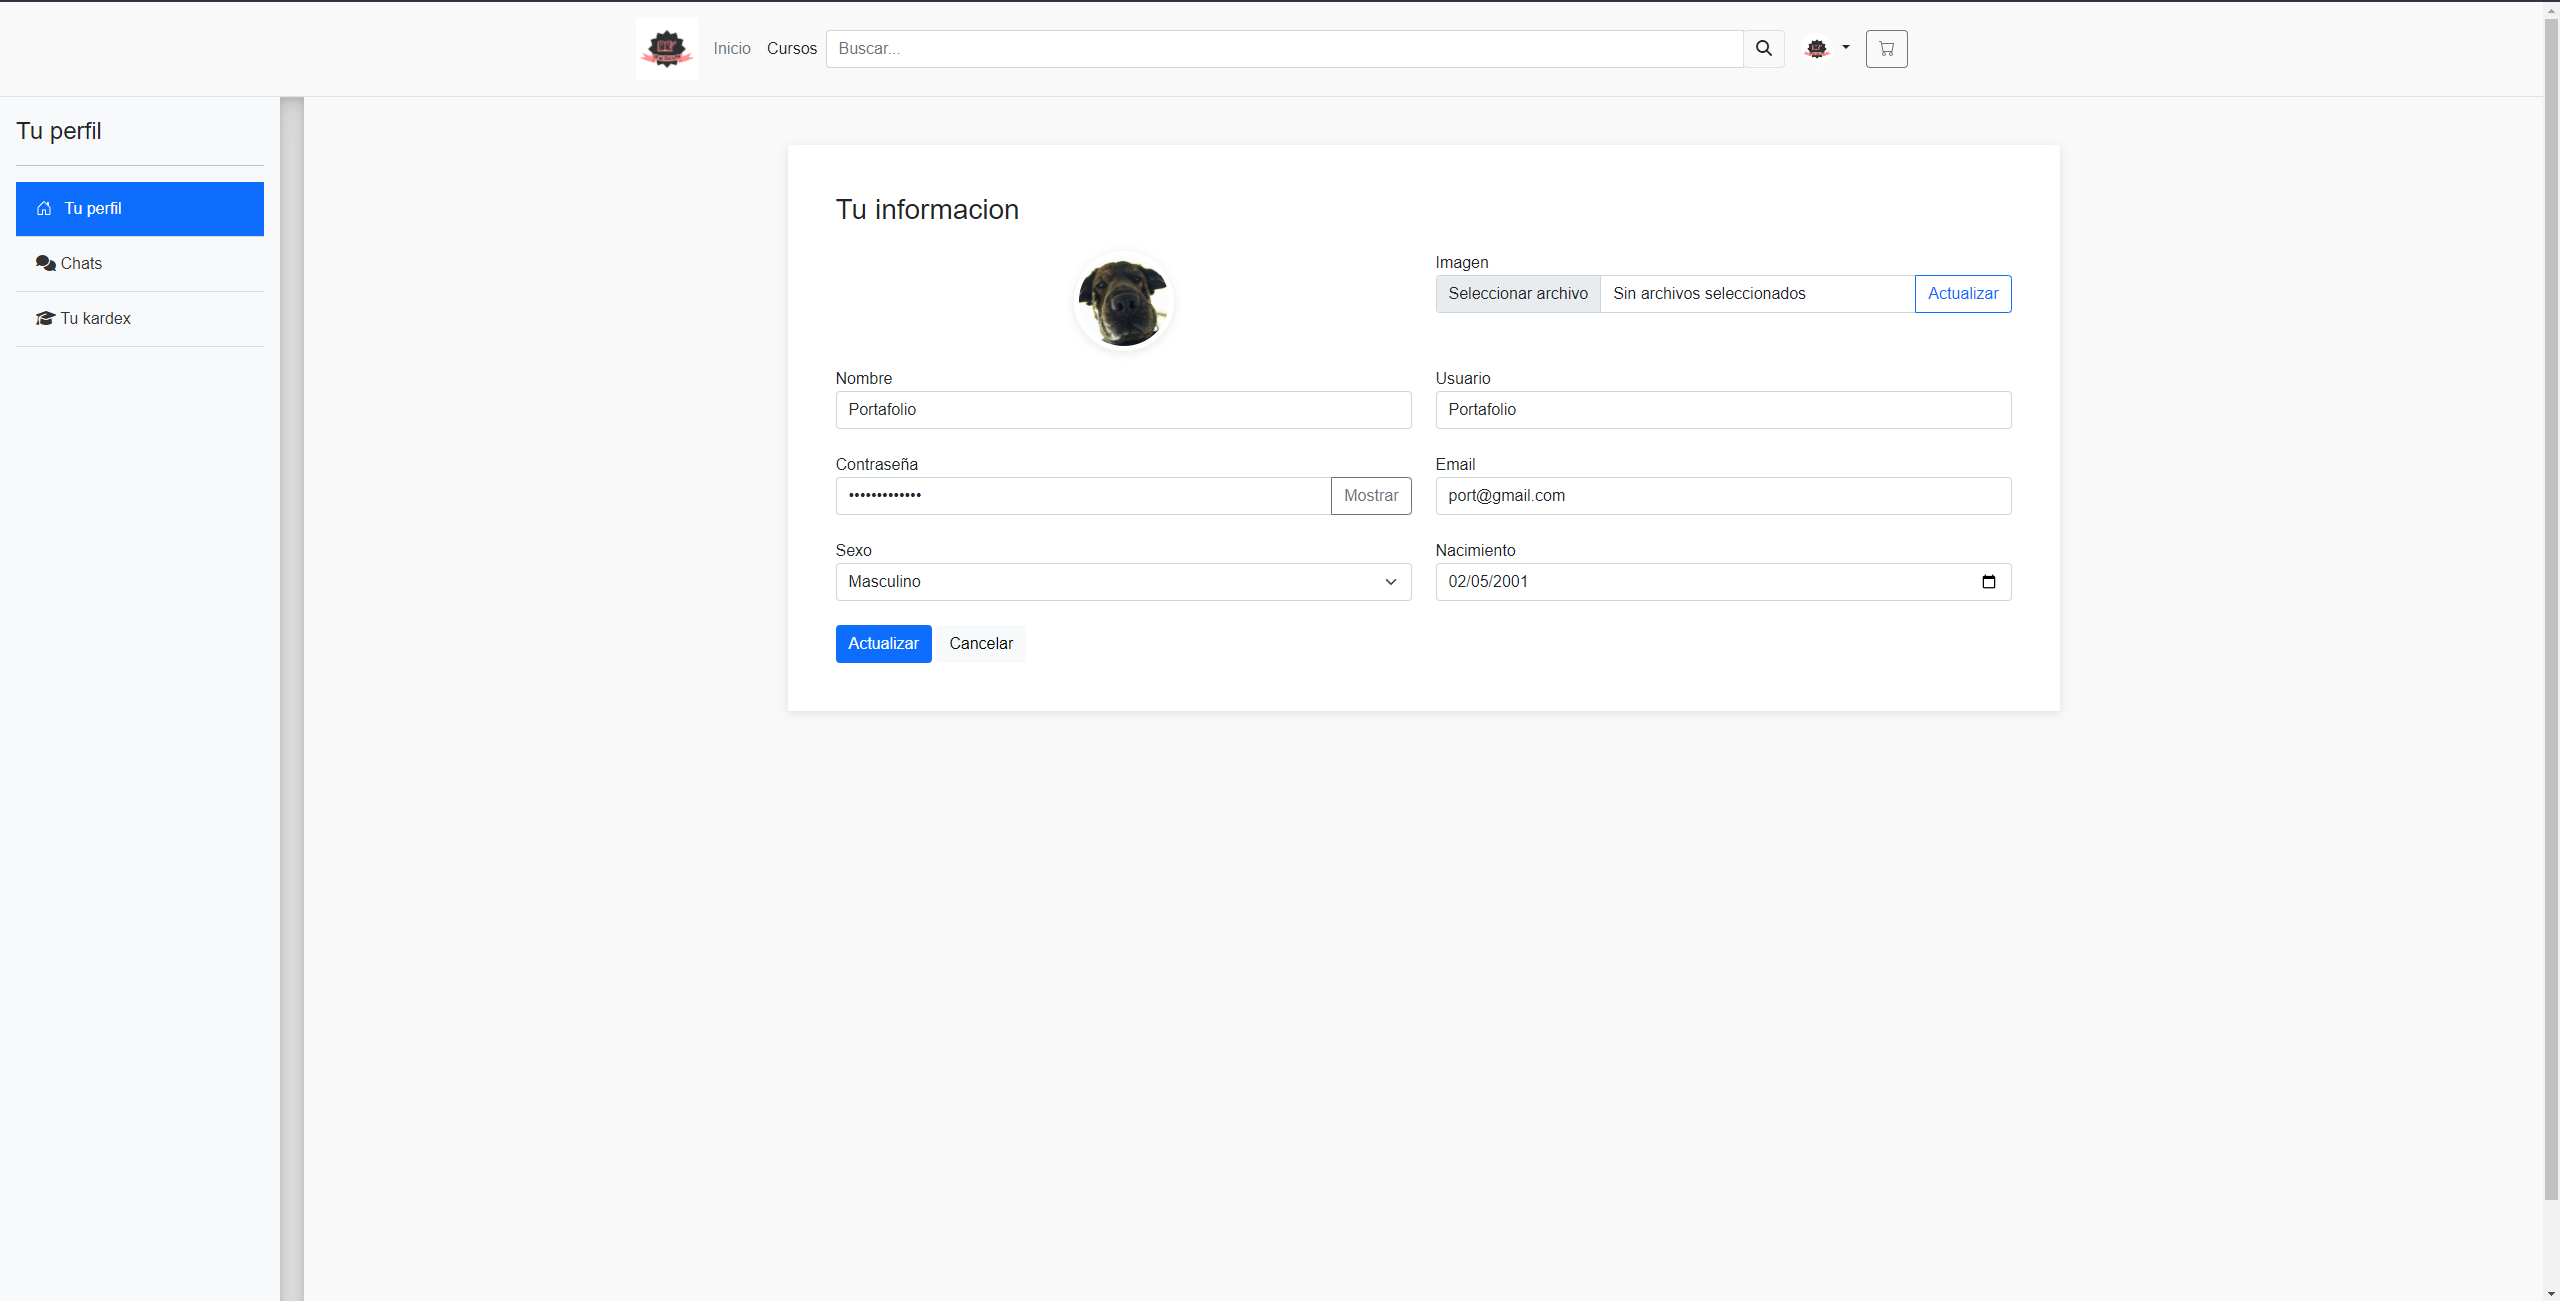 Inicio Cursos Buscar...
Tu perfil
Tu perfil
Chats
Tu kardex
Tu informacion
Imagen
Seleccionar archivo Sin archivos seleccionados Actualizar
Nombre Usuario
Portafolio Portafolio
Contraseña Email
••••••••••••• Mostrar port@gmail.com
Sexo Nacimiento
Masculino 02/05/2001
Actualizar Cancelar